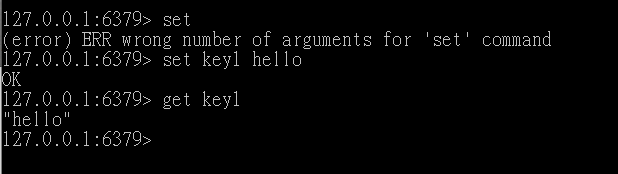 127.0.0.1:6379> set
(error) ERR wrong number of arguments for 'set' command
127.0.0.1:6379> set key1 hello
OK
127.0.0.1:6379> get key1
"hello"
127.0.0.1:6379>